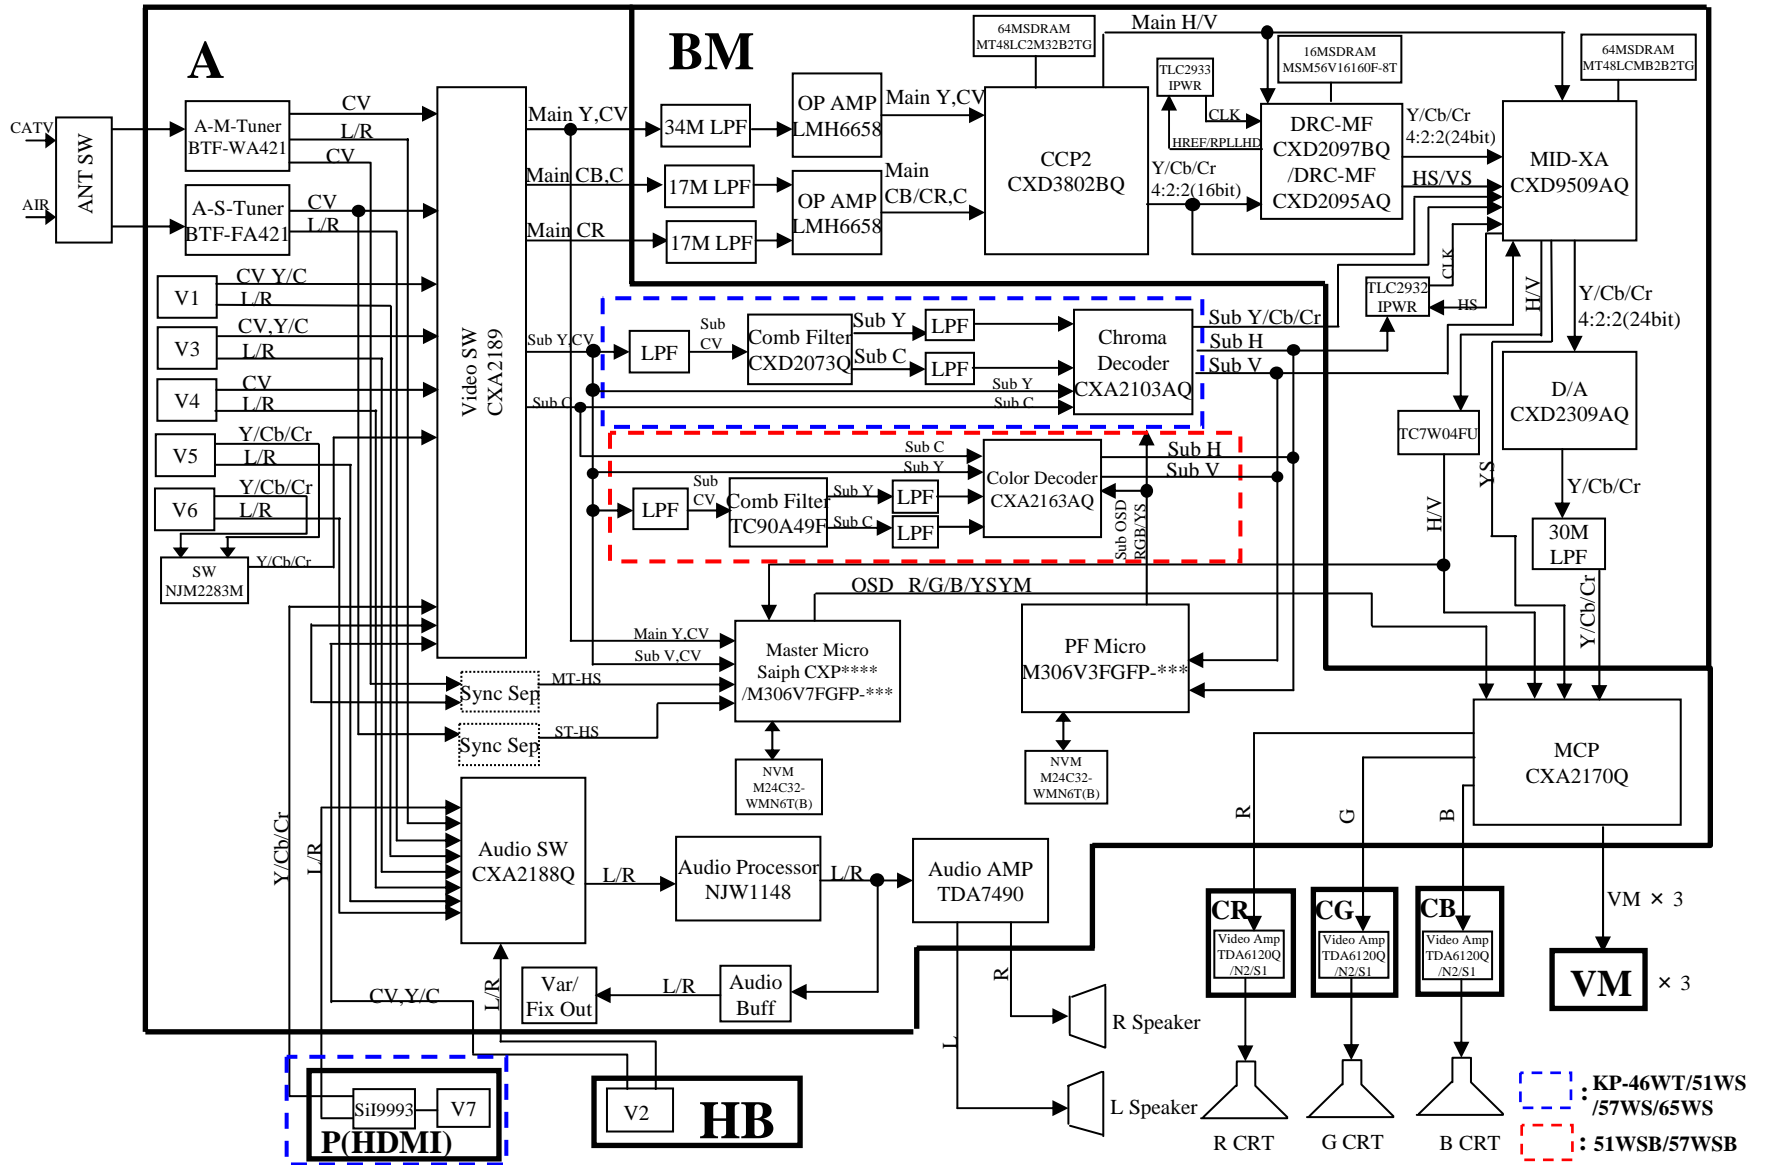 A
BM
CATV
AIR
ANT SW
A-M-Tuner
BTF-WA421
CV
L/R
CV
A-S-Tuner
BTF-FA421
CV
L/R
V1
CV Y/C
L/R
V3
CV,Y/C
L/R
V4
CV
L/R
V5
Y/Cb/Cr
L/R
V6
Y/Cb/Cr
L/R
SW
NJM2283M
Y/Cb/Cr
Video SW
CXA2189
Main Y,CV
Main CB,C
Main CR
Sub Y,CV
Sub C
34M LPF
17M LPF
17M LPF
OP AMP
LMH6658
OP AMP
LMH6658
Main Y,CV
Main
CB/CR,C
64MSDRAM
MT48LC2M32B2TG
CCP2
CXD3802BQ
Main H/V
Y/Cb/Cr
4:2:2(16bit)
TLC2933
IPWR
CLK
HREF/RPLLHD
16MSDRAM
MSM56V16160F-8T
DRC-MF
CXD2097BQ
/DRC-MF
CXD2095AQ
Y/Cb/Cr
4:2:2(24bit)
HS/VS
64MSDRAM
MT48LCMB2B2TG
MID-XA
CXD9509AQ
TLC2932
IPWR
CLK
HS
H/V
Y/Cb/Cr
4:2:2(24bit)
D/A
CXD2309AQ
TC7W04FU
YS
H/V
Y/Cb/Cr
30M
LPF
Y/Cb/Cr
LPF
Sub
CV
Comb Filter
CXD2073Q
Sub Y
Sub C
LPF
LPF
Sub Y
Sub C
Chroma
Decoder
CXA2103AQ
Sub Y/Cb/Cr
Sub H
Sub V
LPF
Sub
CV
Comb Filter
TC90A49F
Sub C
Sub Y
Sub Y
Sub C
LPF
LPF
Color Decoder
CXA2163AQ
Sub H
Sub V
Sub OSD
RGB/YS
OSD R/G/B/YSYM
Main Y,CV
Sub V,CV
MT-HS
ST-HS
Sync Sep
Sync Sep
Master Micro
Saiph CXP****
/M306V7FGFP-***
NVM
M24C32-
WMN6T(B)
PF Micro
M306V3FGFP-***
NVM
M24C32-
WMN6T(B)
MCP
CXA2170Q
R
G
B
VM × 3
Y/Cb/Cr
L/R
Audio SW
CXA2188Q
L/R
Audio Processor
NJW1148
L/R
Audio AMP
TDA7490
Audio
Buff
L/R
Var/
Fix Out
CV,Y/C
L/R
R
L
R Speaker
L Speaker
CR
Video Amp
TDA6120Q
/N2/S1
CG
Video Amp
TDA6120Q
/N2/S1
CB
Video Amp
TDA6120Q
/N2/S1
VM
× 3
R CRT
G CRT
B CRT
SiI9993
V7
P(HDMI)
V2
HB
: KP-46WT/51WS
/57WS/65WS
: 51WSB/57WSB